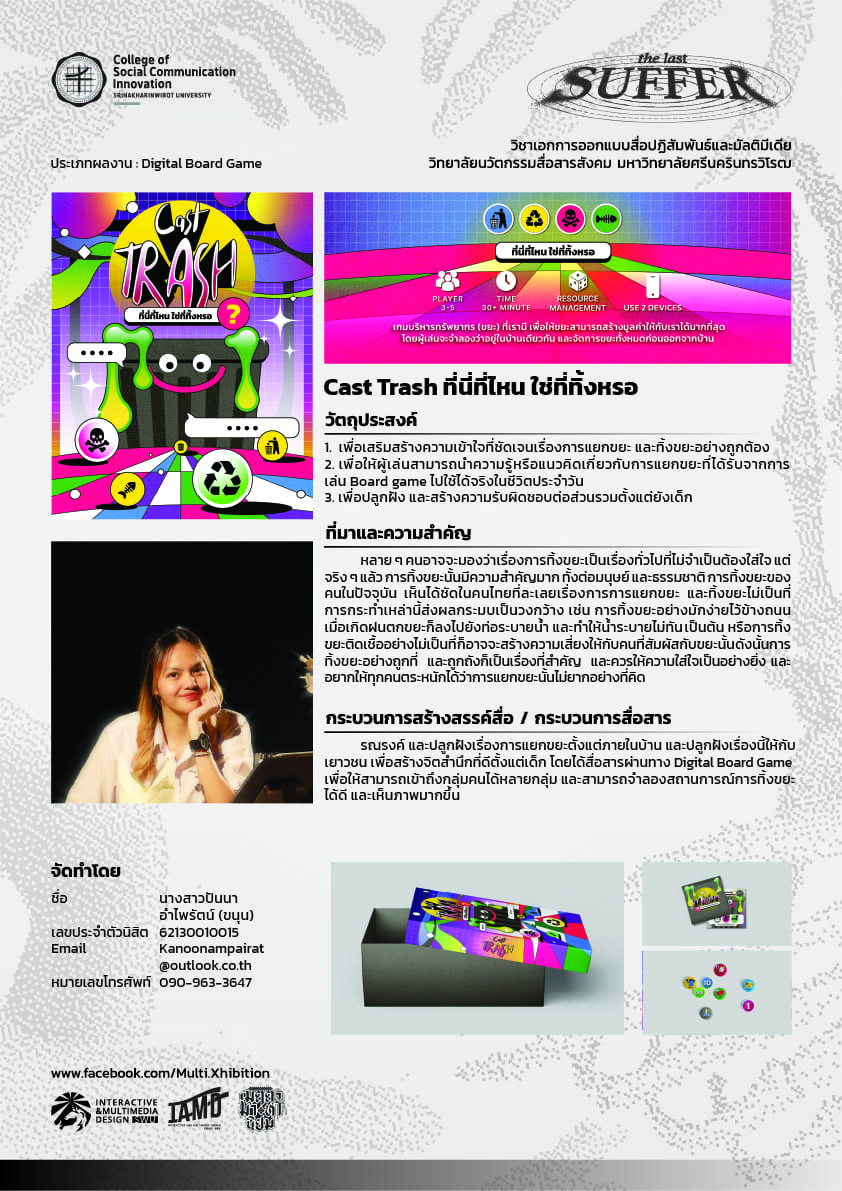 College of
Social Communication
Innovation
SRINAKHARINWIROT UNIVERSITY
the last
SUFFER
วิชาเอกการออกแบบสื่อปฏิสัมพันธ์และมัลติมีเดีย
ประเภทผลงาน : Digital Board Game
วิทยาลัยนวัตกรรมสื่อสารสังคม มหาวิทยาลัยศรีนครินทรวิโรฒ
Cast
TRASH
ที่นี่ที่ไหน ใช่ที่ทิ้งหรอ
?
ที่นี่ที่ไหน ใช่ที่ทิ้งหรอ
PLAYER
3-5
TIME
30+ MINUTE
RESOURCE
MANAGEMENT
USE 2 DEVICES
เกมบริหารทรัพยากร (ขยะ) ที่เรามี เพื่อให้ขยะสามารถสร้างมูลค่าให้กับเราได้มากที่สุด
โดยผู้เล่นจะจำลองว่าอยู่ในบ้านเดียวกัน และจัดการขยะทั้งหมดก่อนออกจากบ้าน
Cast Trash ที่นี่ที่ไหน ใช่ที่ทิ้งหรอ
วัตถุประสงค์
1. เพื่อเสริมสร้างความเข้าใจที่ชัดเจนเรื่องการแยกขยะ และทิ้งขยะอย่างถูกต้อง
2. เพื่อให้ผู้เล่นสามารถนำความรู้หรือแนวคิดเกี่ยวกับการแยกขยะที่ได้รับจากการ
เล่น Board game ไปใช้ได้จริงในชีวิตประจำวัน
3. เพื่อปลูกฝัง และสร้างความรับผิดชอบต่อส่วนรวมตั้งแต่ยังเด็ก
ที่มาและความสำคัญ
หลาย ๆ คนอาจจะมองว่าเรื่องการทิ้งขยะเป็นเรื่องทั่วไปที่ไม่จำเป็นต้องใส่ใจ แต่
จริง ๆ แล้ว การทิ้งขยะนั้นมีความสำคัญมาก ทั้งต่อมนุษย์ และธรรมชาติ การทิ้งขยะของ
คนในปัจจุบัน เห็นได้ชัดในคนไทยที่ละเลยเรื่องการการแยกขยะ และทิ้งขยะไม่เป็นที่
การกระทำเหล่านี้ส่งผลกระทบเป็นวงกว้าง เช่น การทิ้งขยะอย่างมักง่ายไว้ข้างถนน
เมื่อเกิดฝนตกขยะก็ลงไปยังท่อระบายน้ำ และทำให้น้ำระบายไม่ทัน เป็นต้น หรือการทิ้ง
ขยะติดเชื้ออย่างไม่เป็นที่ก็อาจจะสร้างความเสี่ยงให้กับคนที่สัมผัสกับขยะนั้นดังนั้นการ
ทิ้งขยะอย่างถูกที่ และถูกถังก็เป็นเรื่องที่สำคัญ และควรให้ความใส่ใจเป็นอย่างยิ่ง และ
อยากให้ทุกคนตระหนักได้ว่าการแยกขยะนั้นไม่ยากอย่างที่คิด
กระบวนการสร้างสรรค์สื่อ / กระบวนการสื่อสาร
รณรงค์ และปลูกฝังเรื่องการแยกขยะตั้งแต่ภายในบ้าน และปลูกฝังเรื่องนี้ให้กับ
เยาวชน เพื่อสร้างจิตสำนึกที่ดีตั้งแต่เด็ก โดยได้สื่อสารผ่านทาง Digital Board Game
เพื่อให้สามารถเข้าถึงกลุ่มคนได้หลายกลุ่ม และสามารถจำลองสถานการณ์การทิ้งขยะ
ได้ดี และเห็นภาพมากขึ้น
จัดทำโดย
ชื่อ นางสาวปันนา
อำไพรัตน์ (ขนุน)
เลขประจำตัวนิสิต 62130010015
Email Kanoonampairat
@outlook.co.th
หมายเลขโทรศัพท์ 090-963-3647
Cast
TRASH
10
1
www.facebook.com/Multi.Xhibition
INTERACTIVE
&MULTIMEDIA
DESIGN SWU
IAMD